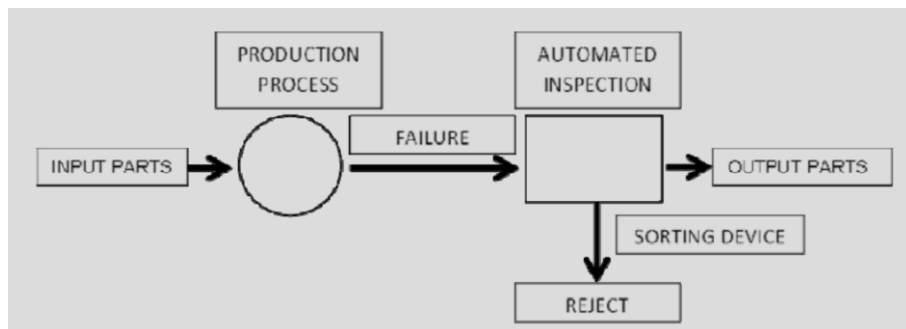 PRODUCTION
PROCESS
AUTOMATED
INSPECTION
FAILURE
INPUT PARTS
OUTPUT PARTS
SORTING DEVICE
REJECT